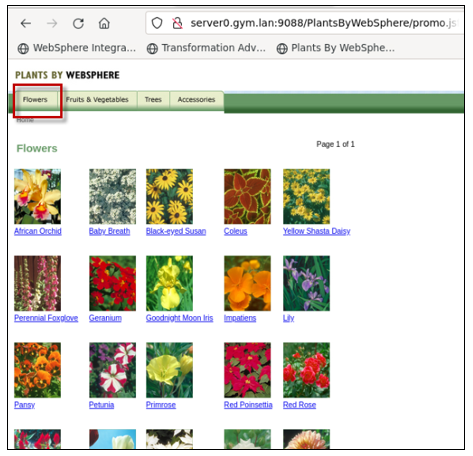 server0.gym.lan:9088/PlantsByWebSphere/promo.js
WebSphere Integra... Transformation Adv... Plants By WebSphe...
PLANTS BY WEBSPHERE
Flowers Fruits & Vegetables Trees Accessories
Home
Flowers Page 1 of 1
African Orchid Baby Breath Black-eyed Susan Coleus Yellow Shasta Daisy
Perennial Foxglove Geranium Goodnight Moon Iris Impatiens Lily
Pansy Petunia Primrose Red Poinsettia Red Rose